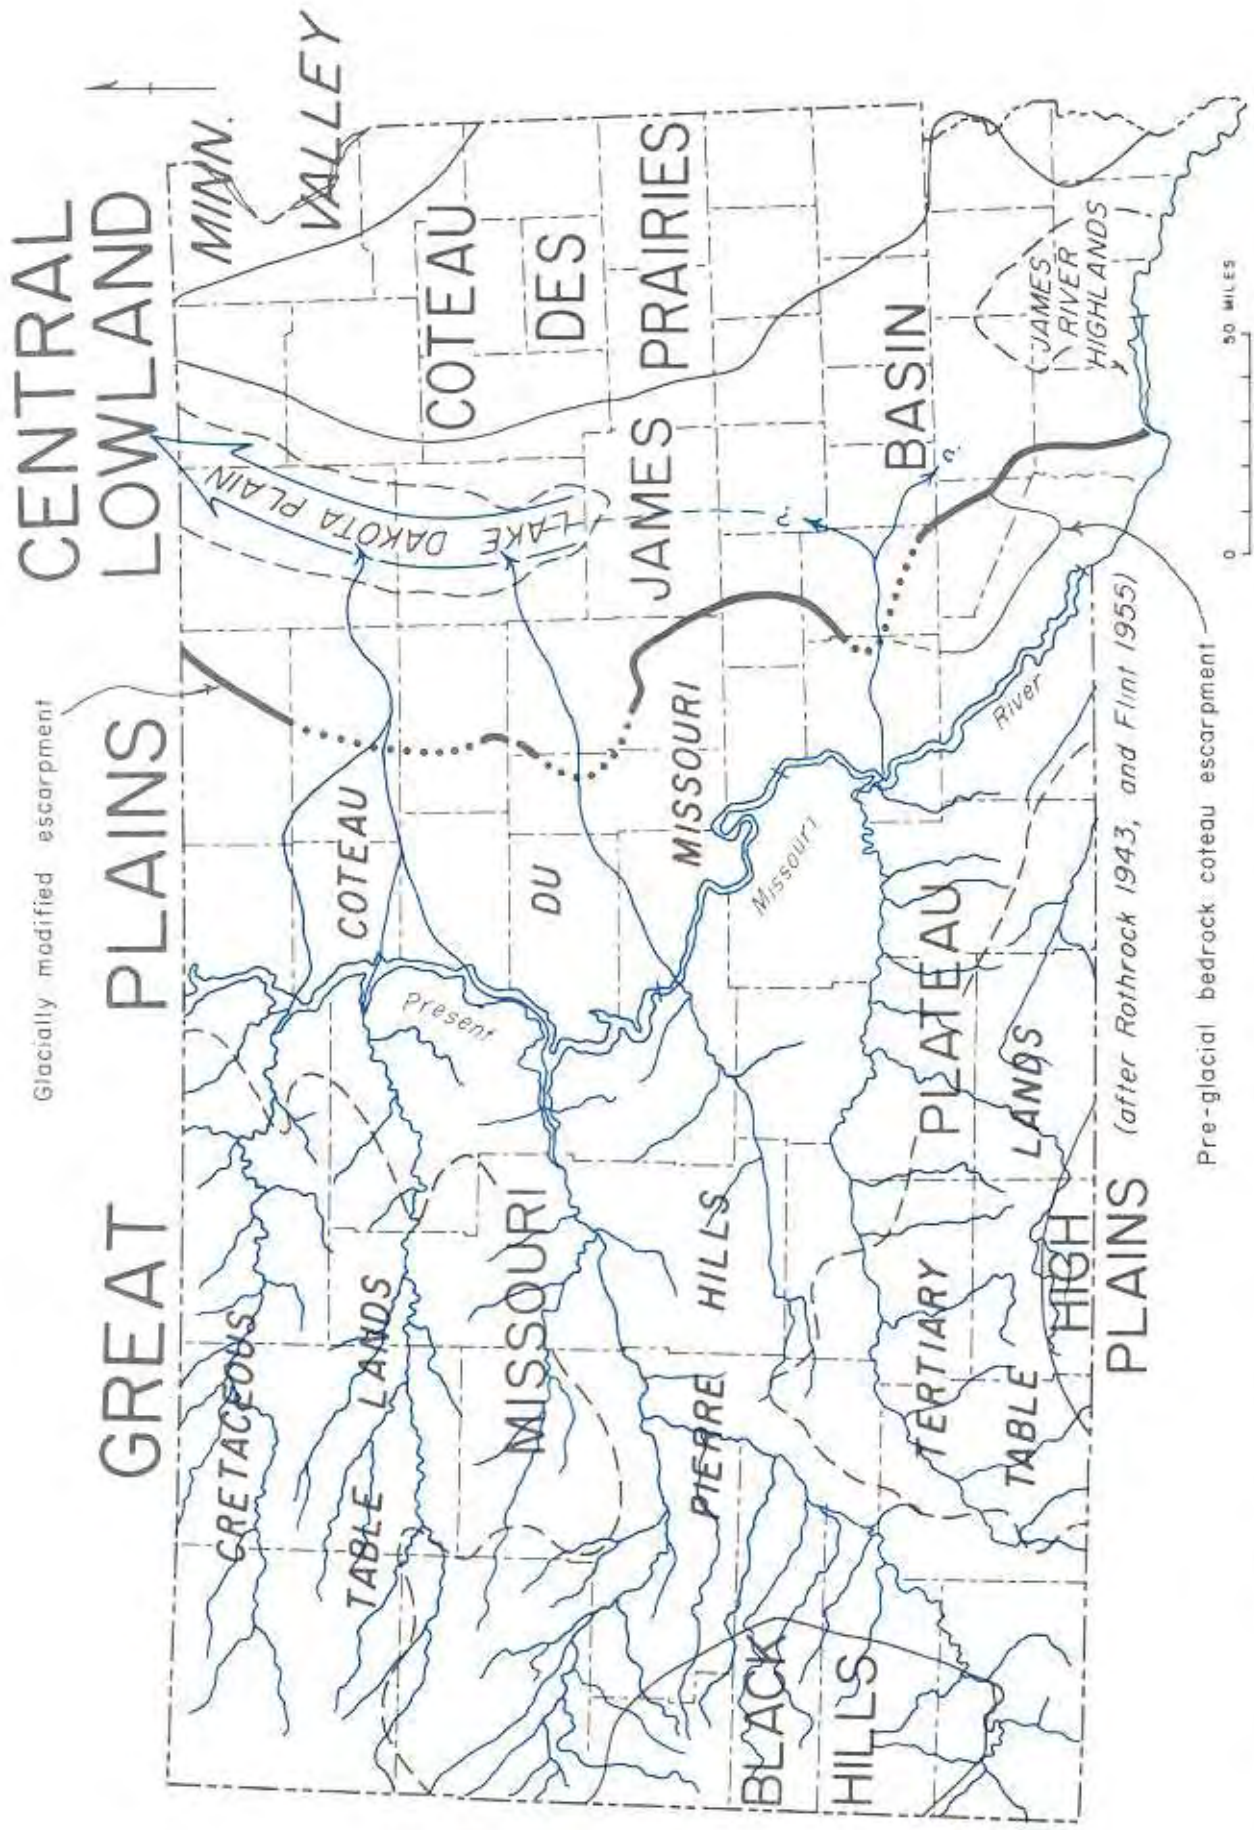 GREAT PLAINS
CENTRAL
LOWLAND
Glacially modified escarpment
MINN.
VALLEY
CRETACEOUS
TABLE LANDS
COTEAU
DU
MISSOURI
LAKE DAKOTA PLAIN
COTEAU
DES
PRAIRIES
present
Missouri
River
MISSOURI
PLATEAU
PIERRE HILLS
JAMES
BASIN
?
?
BLACK
HILLS
TERTIARY
TABLE LANDS
HIGH
PLAINS
JAMES
RIVER
HIGHLANDS
(after Rothrock 1943, and Flint 1955)
Pre-glacial bedrock coteau escarpment
0 50 MILES